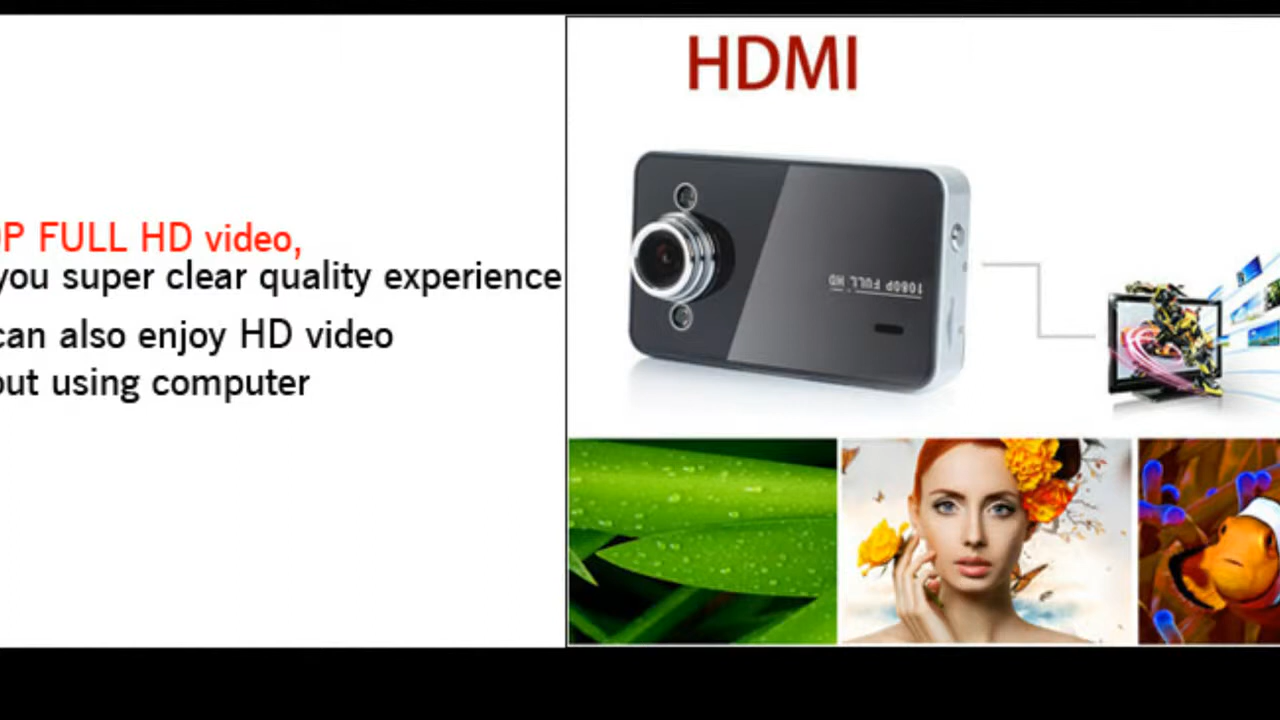 P FULL HD video,
you super clear quality experience
can also enjoy HD video
out using computer
HDMI
1080P FULL HD